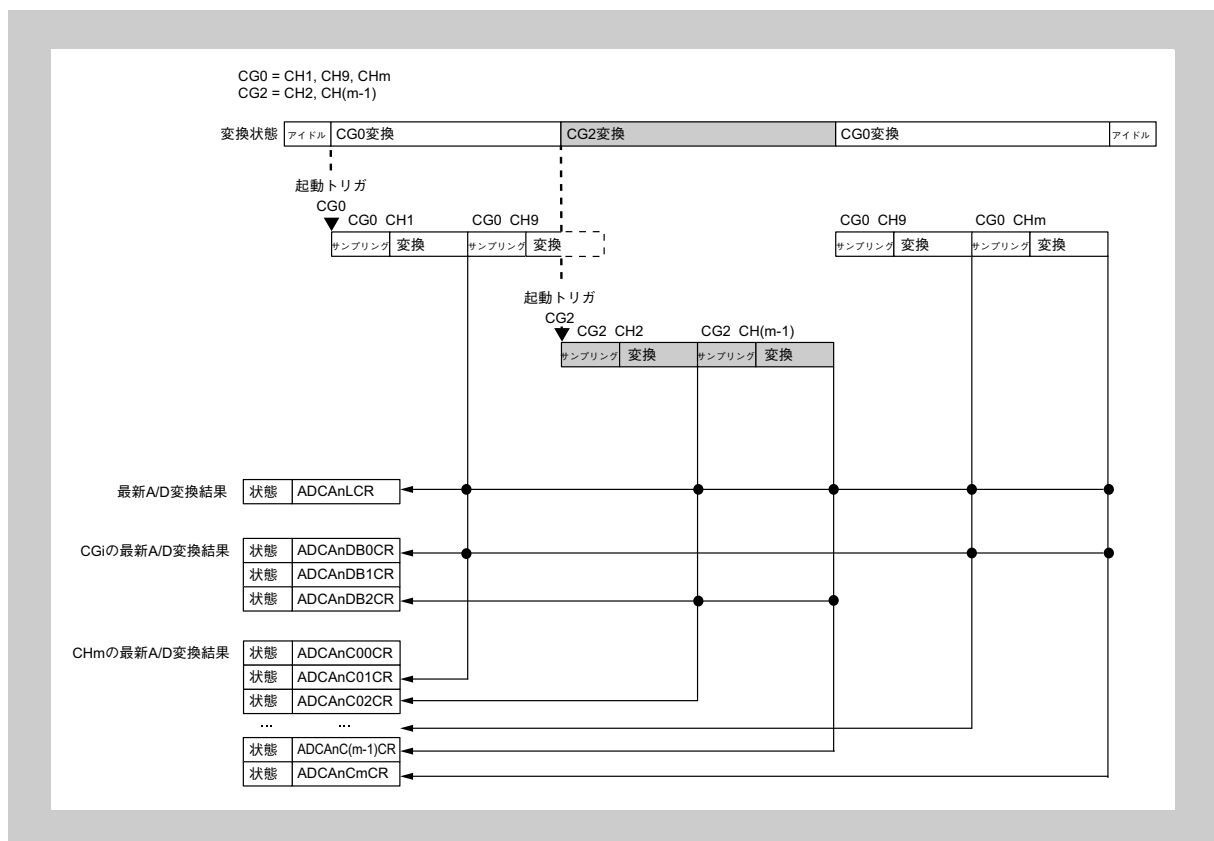 CG0 = CH1, CH9, CHm
CG2 = CH2, CH(m-1)
変換状態 アイドル CG0変換 CG2変換 CG0変換 アイドル
起動トリガ
CG0
CG0 CH1 CG0 CH9 CG0 CH9 CG0 CHm
サンプリング 変換 サンプリング 変換 サンプリング 変換 サンプリング 変換
起動トリガ
CG2
CG2 CH2 CG2 CH(m-1)
サンプリング 変換 サンプリング 変換
最新A/D変換結果 状態 ADCAnLCR
CGiの最新A/D変換結果 状態 ADCAnDB0CR
状態 ADCAnDB1CR
状態 ADCAnDB2CR
CHmの最新A/D変換結果 状態 ADCAnC00CR
状態 ADCAnC01CR
状態 ADCAnC02CR
... ...
状態 ADCAnC(m-1)CR
状態 ADCAnCmCR